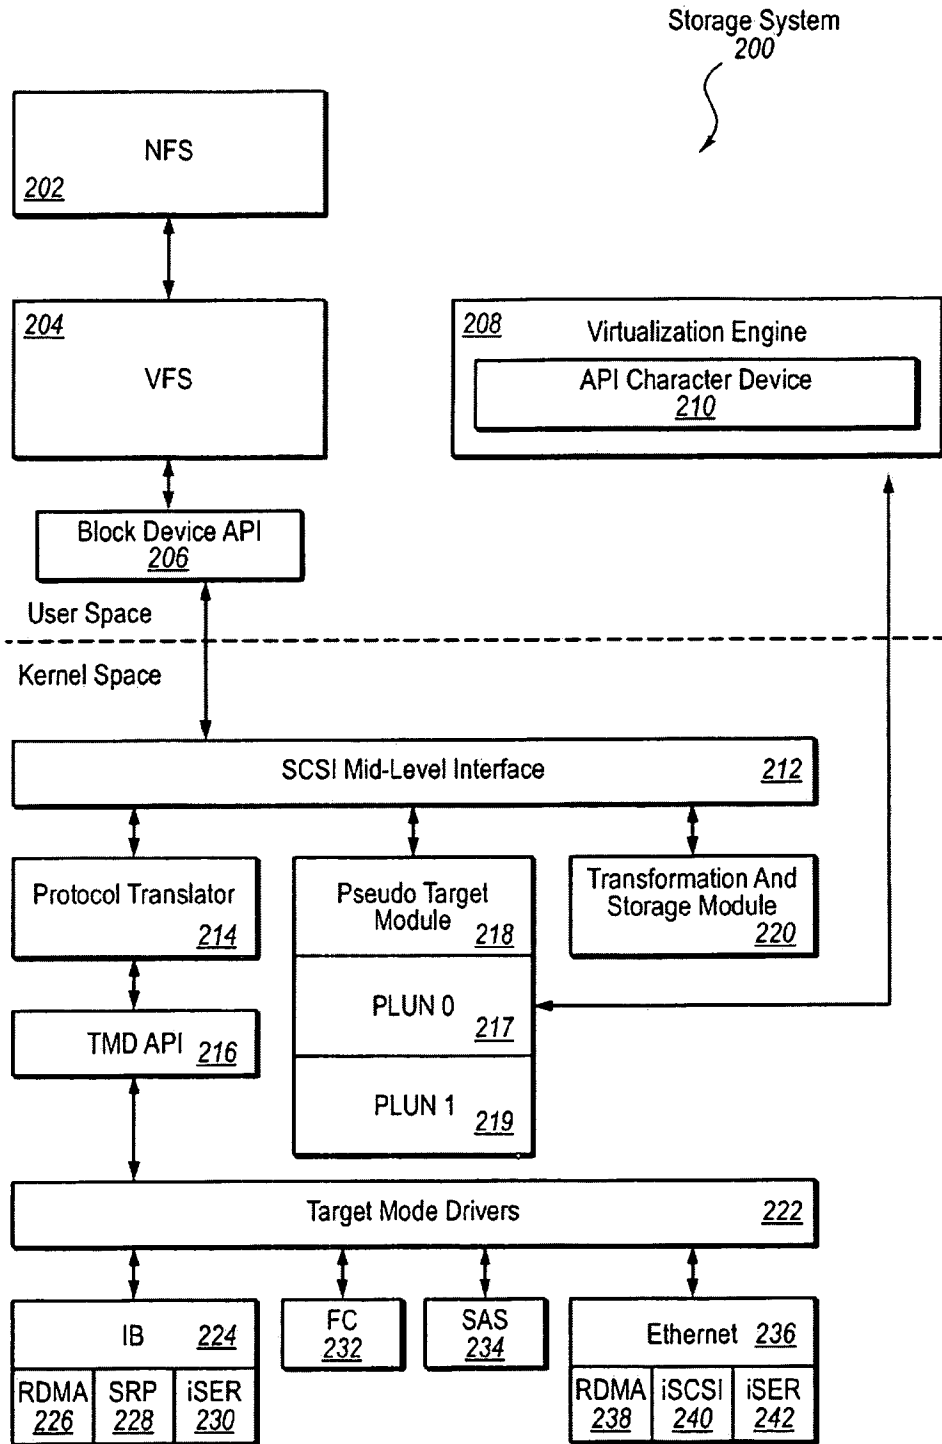 Storage System
200
NFS
202
204
VFS
208
Virtualization Engine
API Character Device
210
Block Device API
206
User Space
Kernel Space
SCSI Mid-Level Interface 212
Protocol Translator
214
Pseudo Target
Module
218
Transformation And
Storage Module
220
PLUN 0
217
TMD API 216
PLUN 1
219
Target Mode Drivers 222
IB 224
FC
232
SAS
234
Ethernet 236
RDMA
226
SRP
228
iSER
230
RDMA
238
iSCSI
240
iSER
242